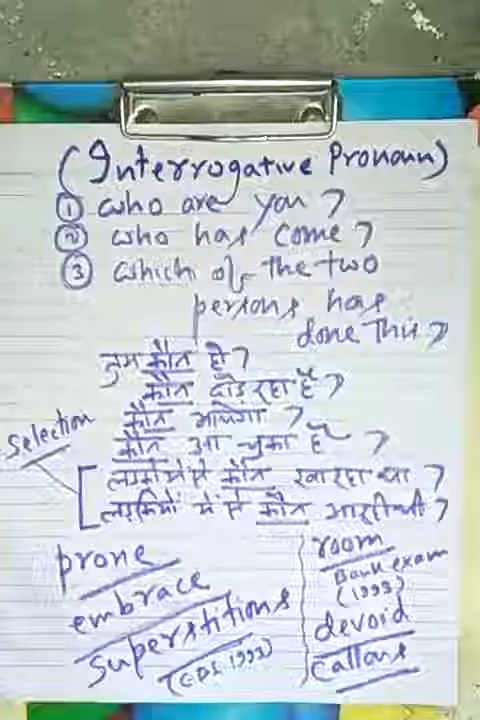 (Interrogative Pronoun)
① who are you ?
② who has come ?
③ which of the two
persons has
done this ?
तुम कौन हो ?
कौन दौड़ रहा है ?
कौन ?
Selection
कौन आ चुका है ?
लड़कों में से कौन खा रहा था ?
लड़कियों में से कौन ?
prone
embrace
superstitions
(CDS 1993)
room
Bank exam
(1993)
devoid
callous